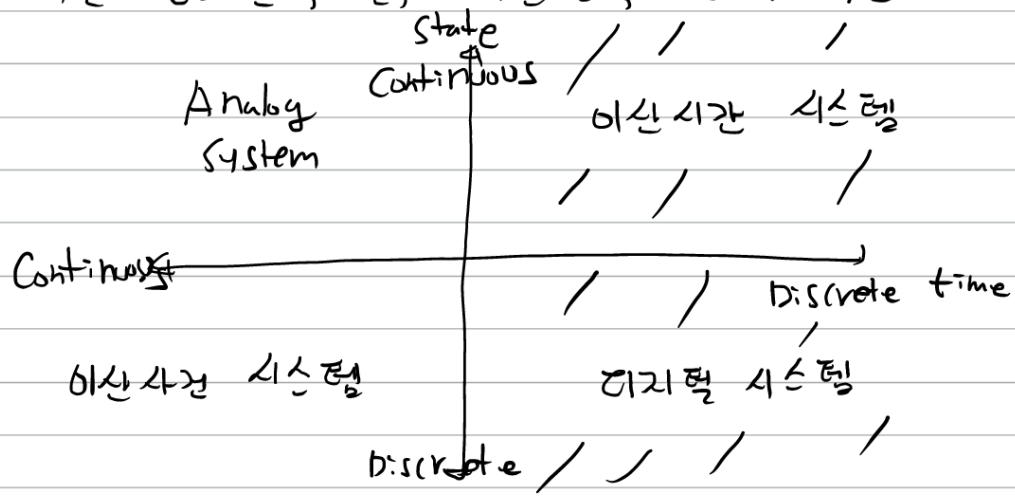 State
Continuous
Analog
system
이산시간 시스템
Continuous
Discrete time
이산사건 시스템
디지털 시스템
Discrete